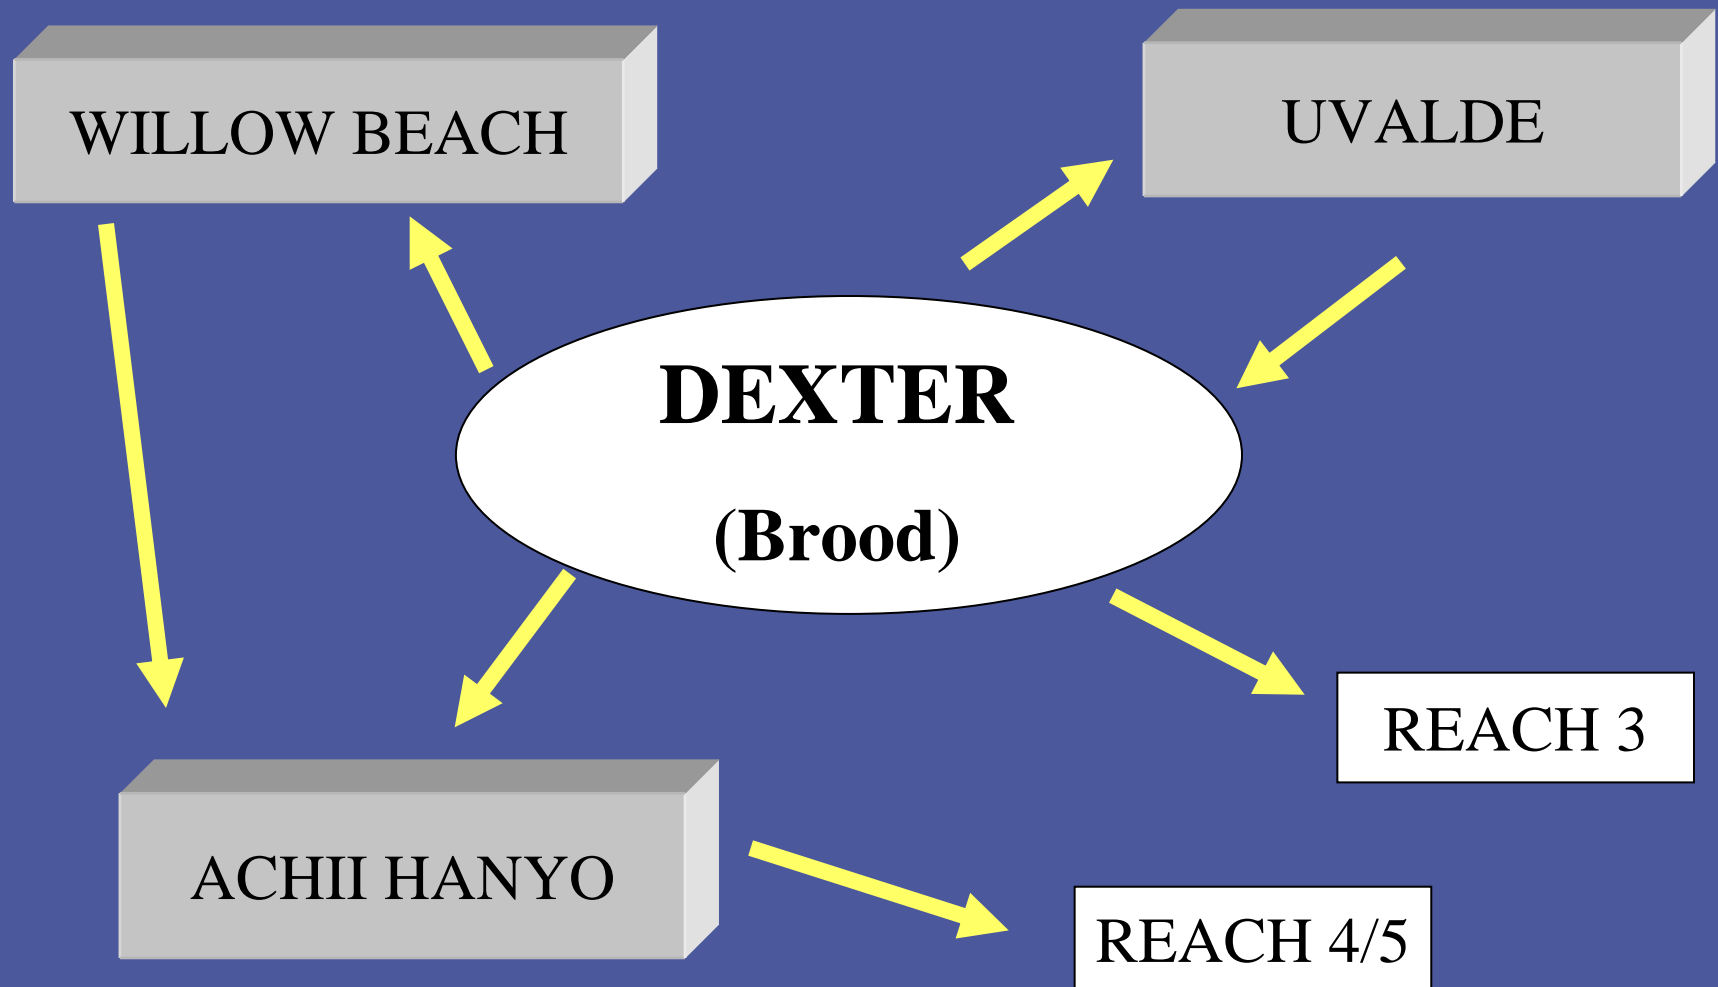 WILLOW BEACH
UVALDE
DEXTER
(Brood)
REACH 3
ACHII HANYO
REACH 4/5